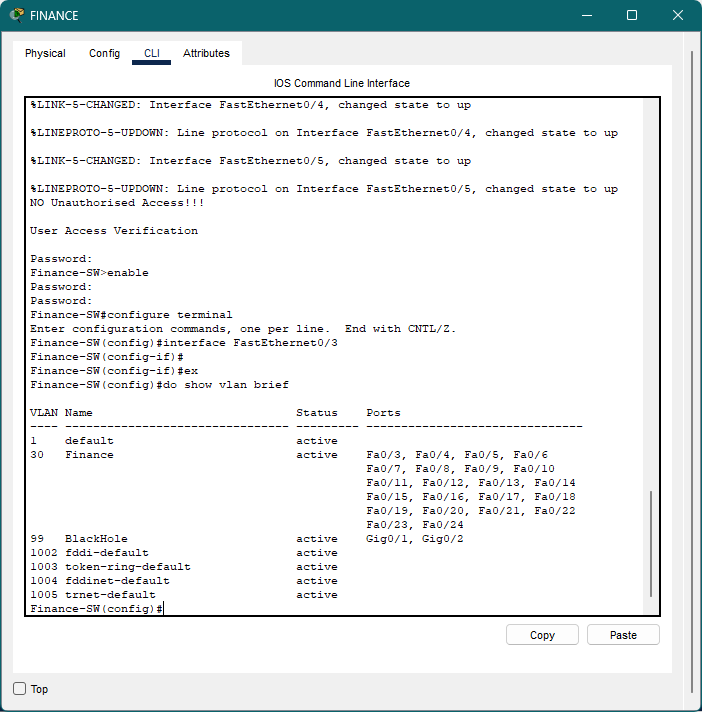 FINANCE
Physical Config CLI Attributes
IOS Command Line Interface
%LINK-5-CHANGED: Interface FastEthernet0/4, changed state to up
%LINEPROTO-5-UPDOWN: Line protocol on Interface FastEthernet0/4, changed state to up
%LINK-5-CHANGED: Interface FastEthernet0/5, changed state to up
%LINEPROTO-5-UPDOWN: Line protocol on Interface FastEthernet0/5, changed state to up
NO Unauthorised Access!!!
User Access Verification
Password:
Finance-SW>enable
Password:
Password:
Finance-SW#configure terminal
Enter configuration commands, one per line.  End with CNTL/Z.
Finance-SW(config)#interface FastEthernet0/3
Finance-SW(config-if)#
Finance-SW(config-if)#ex
Finance-SW(config)#do show vlan brief
VLAN Name                             Status    Ports
---- -------------------------------- --------- -------------------------------
1    default                          active
30   Finance                          active    Fa0/3, Fa0/4, Fa0/5, Fa0/6
                                                Fa0/7, Fa0/8, Fa0/9, Fa0/10
                                                Fa0/11, Fa0/12, Fa0/13, Fa0/14
                                                Fa0/15, Fa0/16, Fa0/17, Fa0/18
                                                Fa0/19, Fa0/20, Fa0/21, Fa0/22
                                                Fa0/23, Fa0/24
99   BlackHole                        active    Gig0/1, Gig0/2
1002 fddi-default                     active
1003 token-ring-default               active
1004 fddinet-default                  active
1005 trnet-default                    active
Finance-SW(config)#
Copy Paste
Top